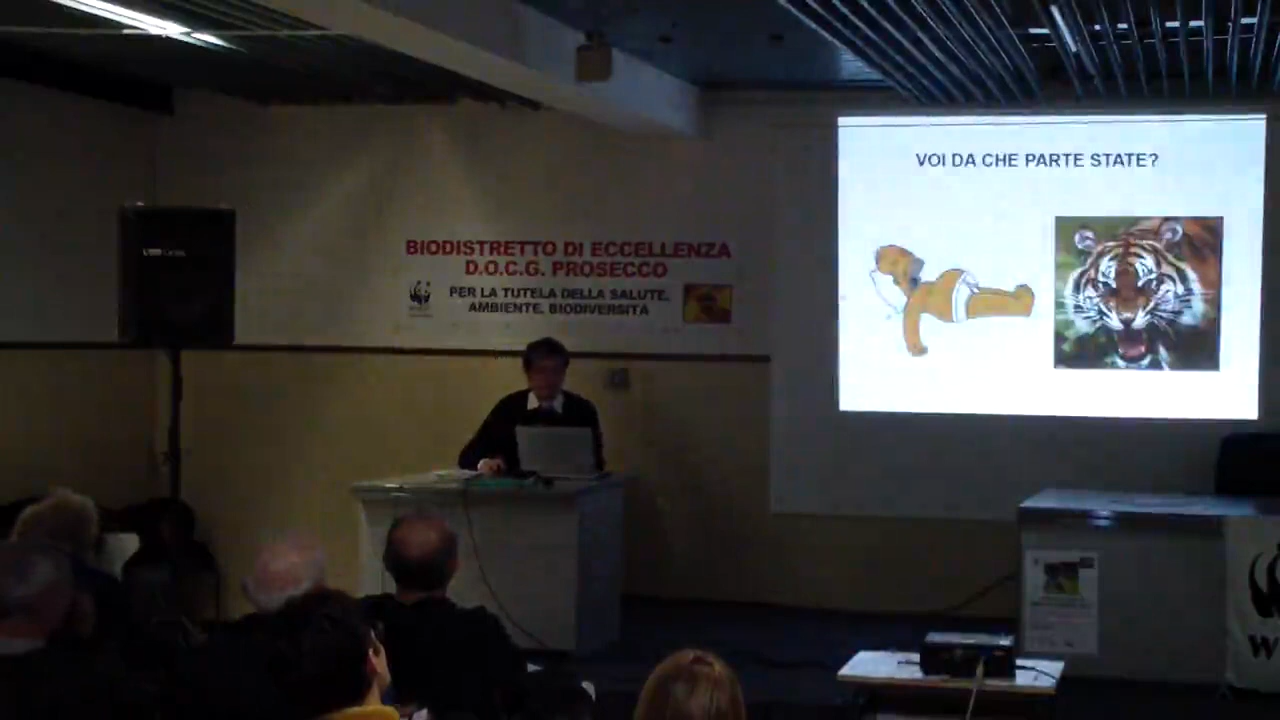 VOI DA CHE PARTE STATE?
BIODISTRETTO DI ECCELLENZA
D.O.C.G. PROSECCO
PER LA TUTELA DELLA SALUTE,
AMBIENTE, BIODIVERSITÀ
W